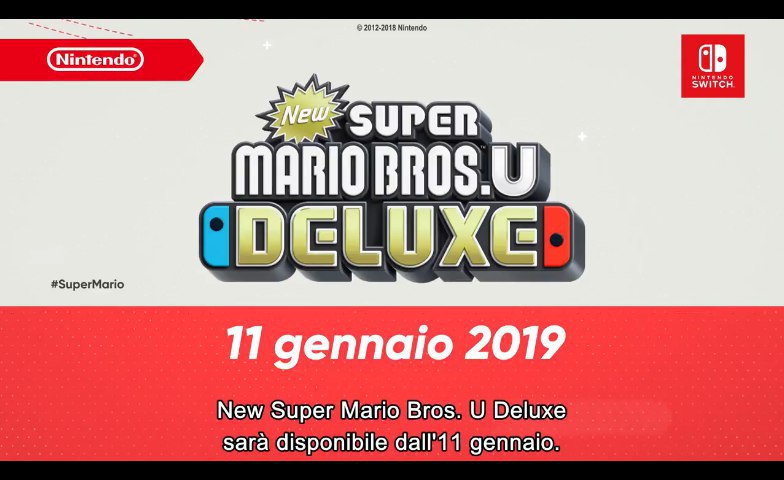 © 2012-2018 Nintendo
Nintendo
NINTENDO
SWITCH
New SUPER
MARIO BROS.U
™
DELUXE
#SuperMario
11 gennaio 2019
New Super Mario Bros. U Deluxe
sarà disponibile dall'11 gennaio.